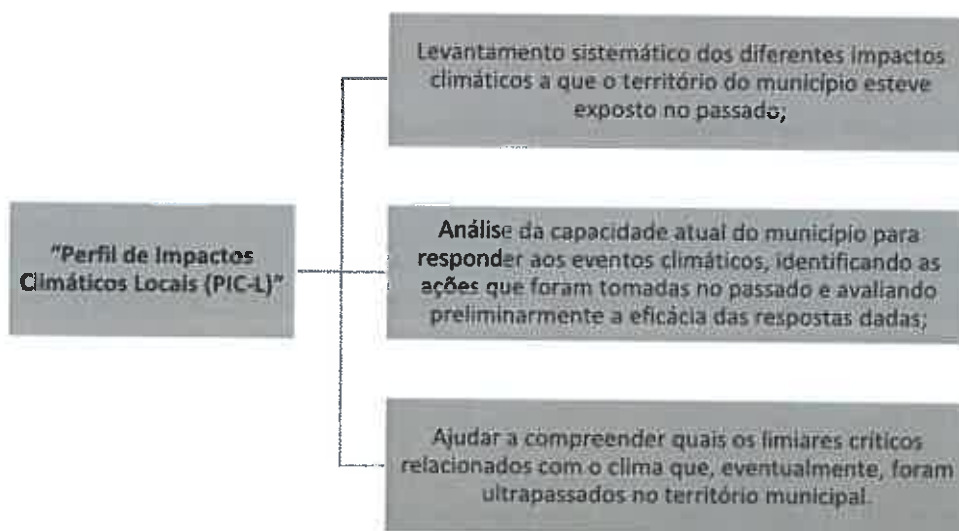 Levantamento sistemático dos diferentes impactos
climáticos a que o território do município esteve
exposto no passado;
"Perfil de Impactos
Climáticos Locais (PIC-L)"
Análise da capacidade atual do município para
responder aos eventos climáticos, identificando as
ações que foram tomadas no passado e avaliando
preliminarmente a eficácia das respostas dadas;
Ajudar a compreender quais os limiares críticos
relacionados com o clima que, eventualmente, foram
ultrapassados no território municipal.